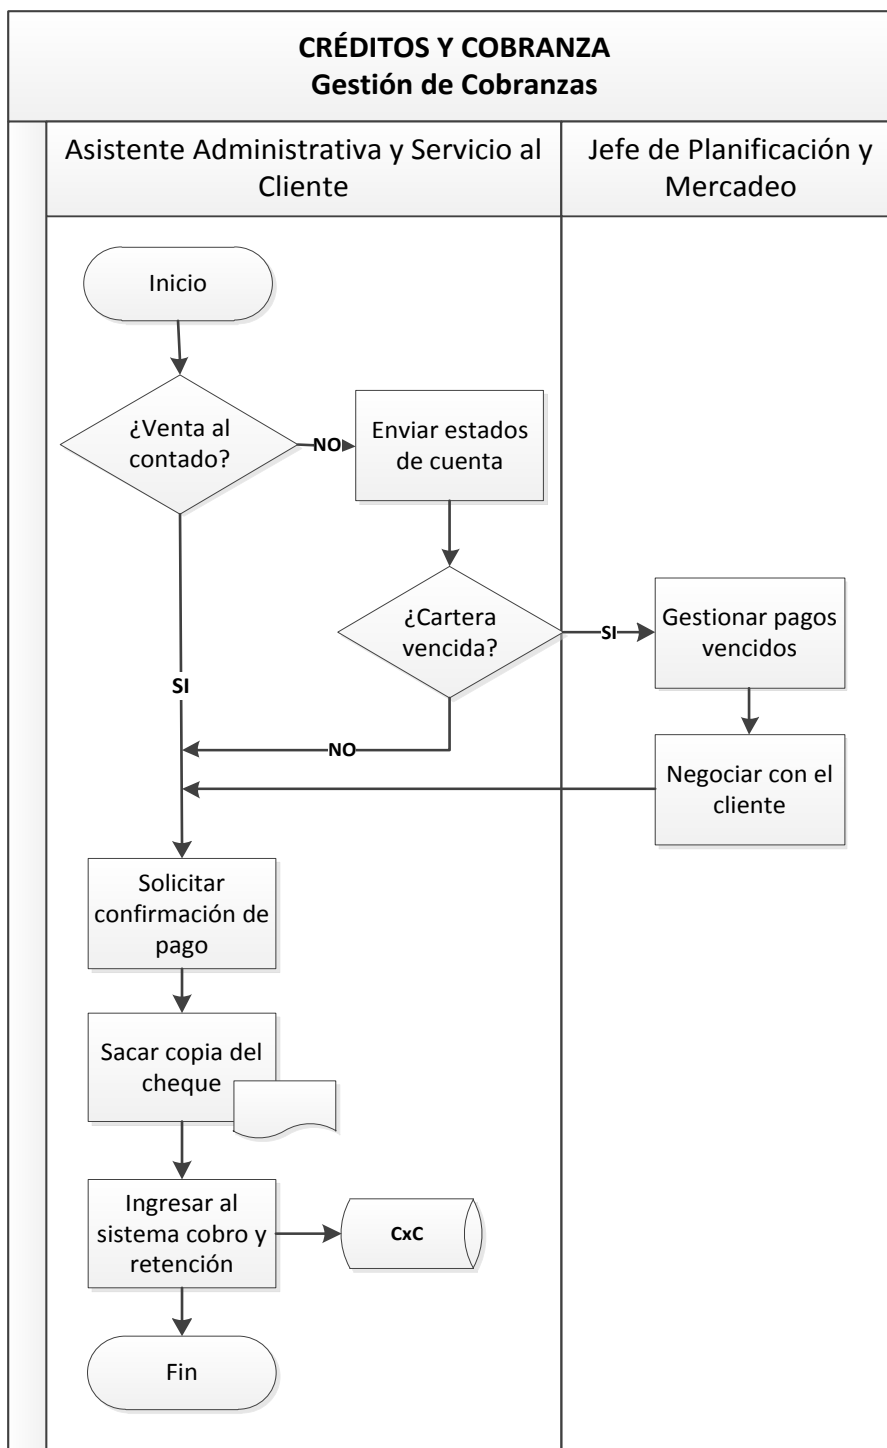 CRÉDITOS Y COBRANZA
Gestión de Cobranzas
Asistente Administrativa y Servicio al
Cliente
Jefe de Planificación y
Mercadeo
Inicio
¿Venta al
contado?
NO
Enviar estados
de cuenta
¿Cartera
vencida?
SI
Gestionar pagos
vencidos
SI
NO
Negociar con el
cliente
Solicitar
confirmación de
pago
Sacar copia del
cheque
Ingresar al
sistema cobro y
retención
CxC
Fin